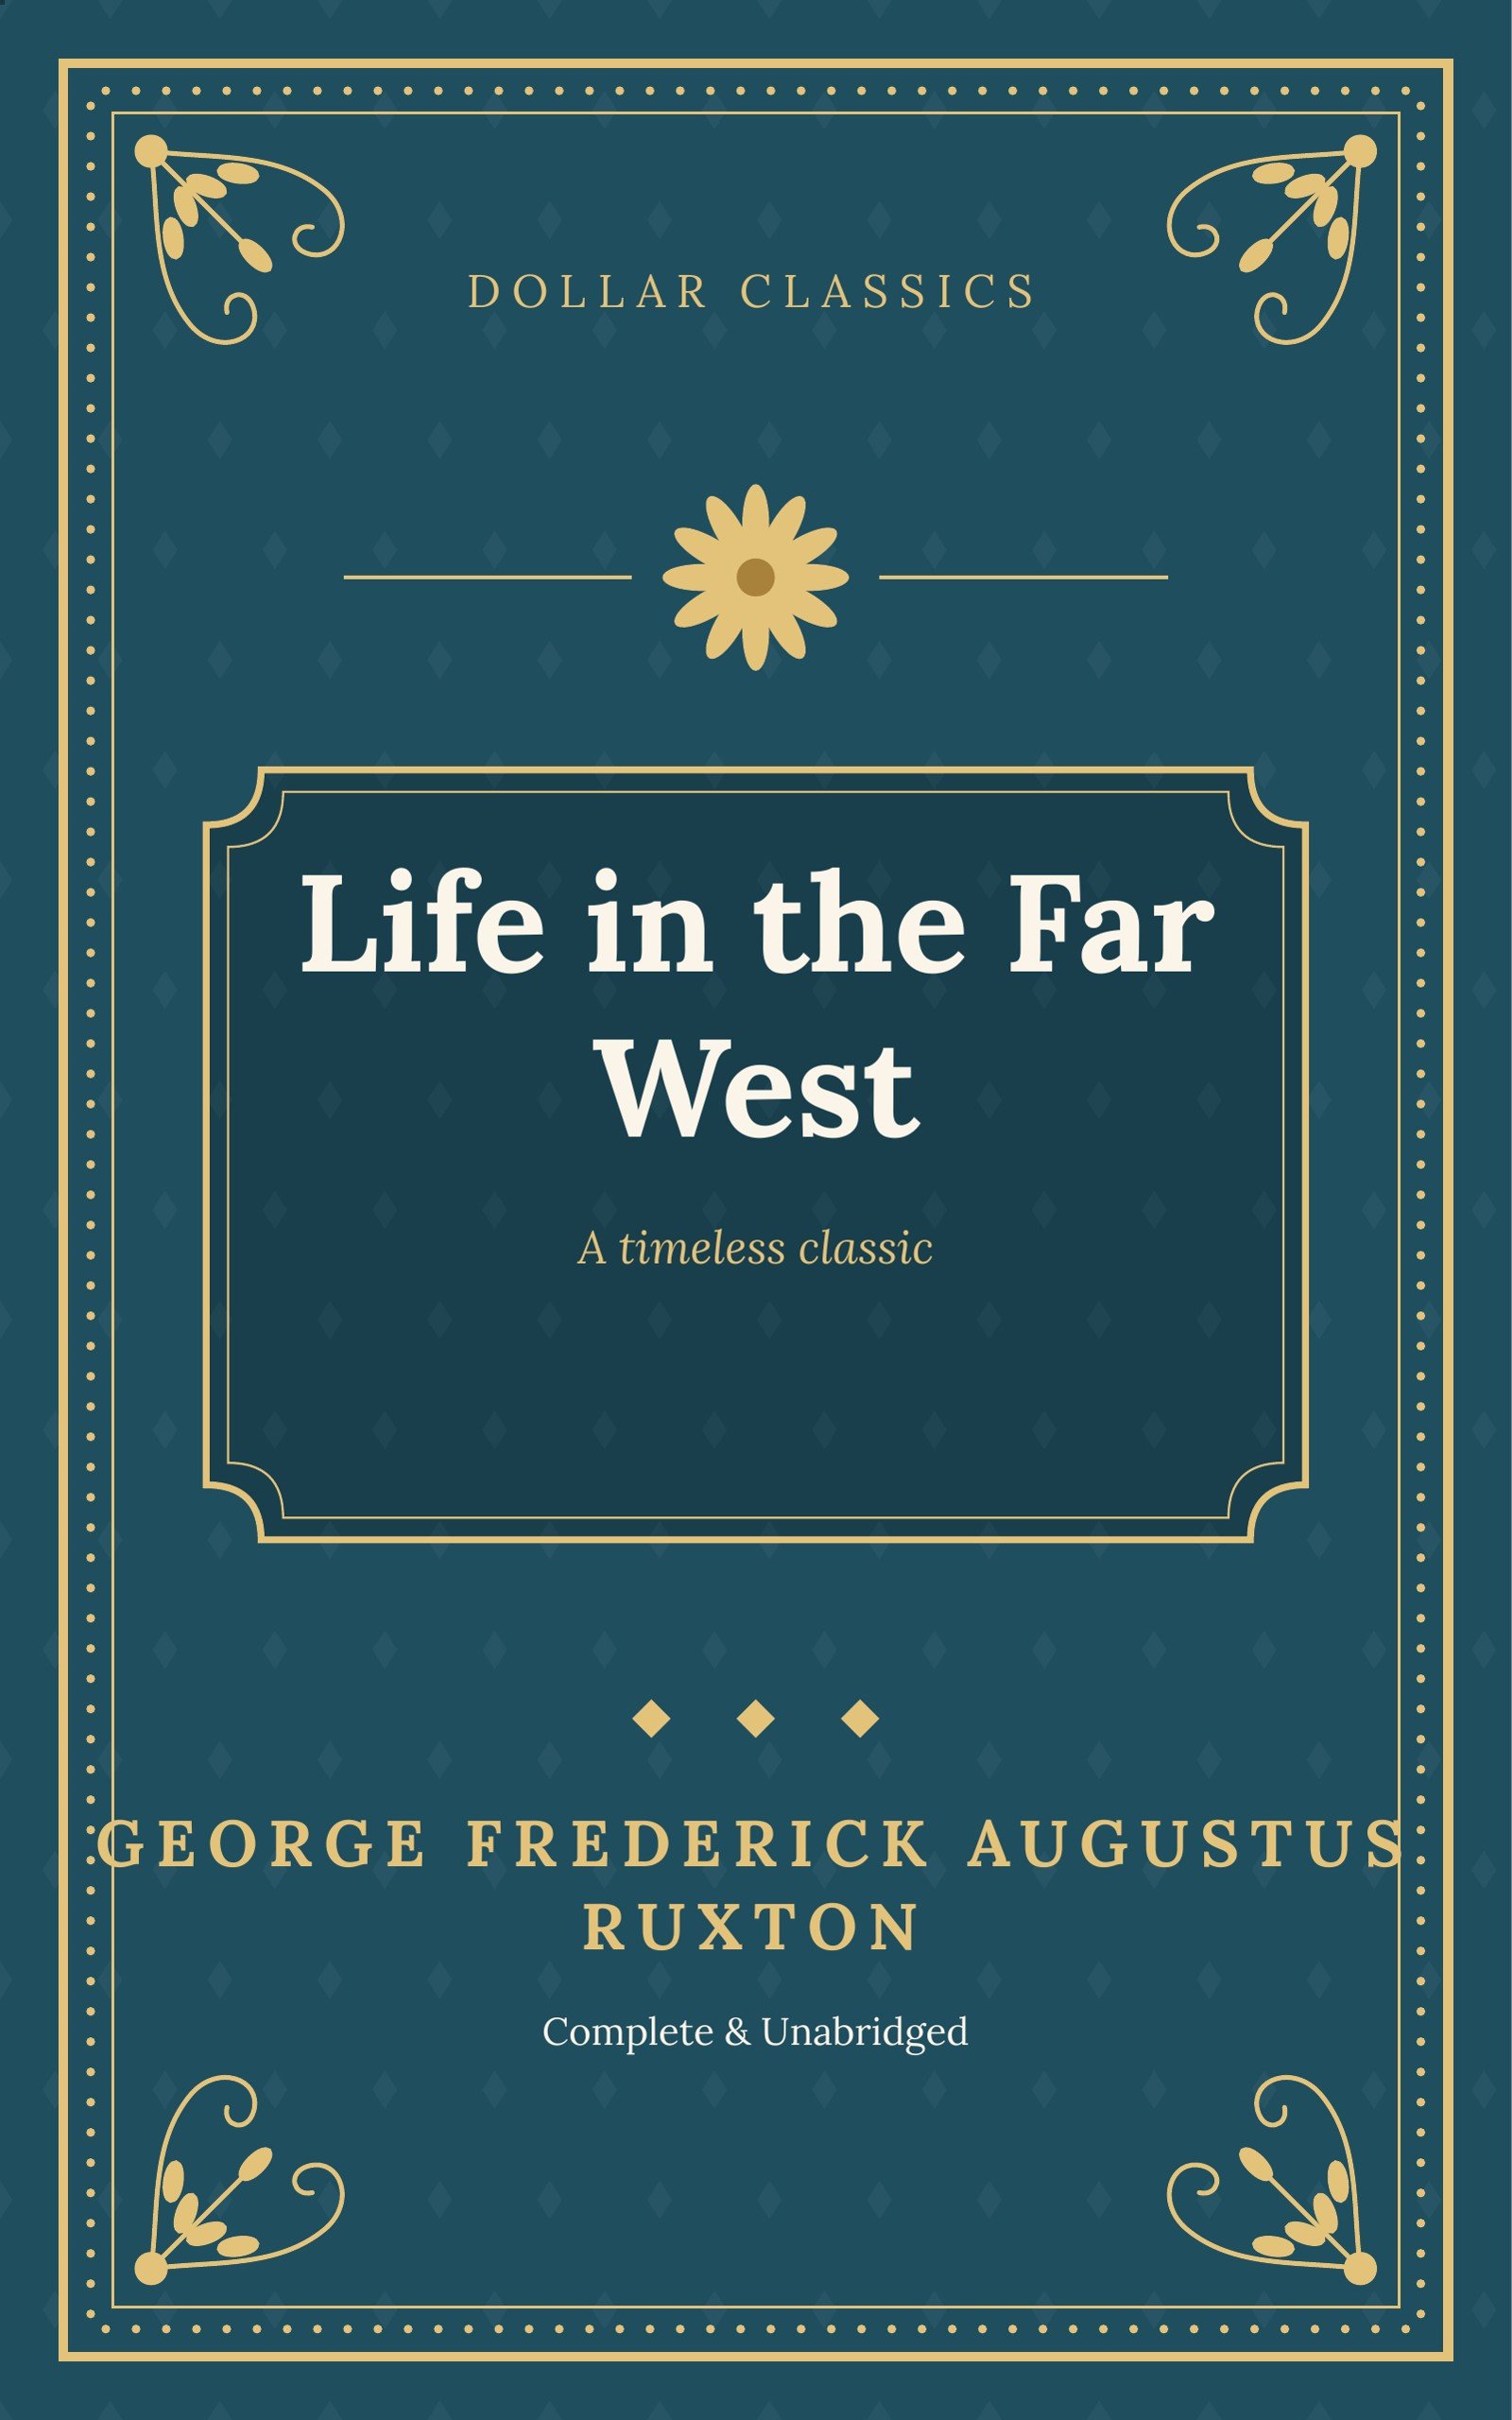 DOLLAR CLASSICS
Life in the Far
West
A timeless classic
GEORGE FREDERICK AUGUSTUS
RUXTON
Complete & Unabridged